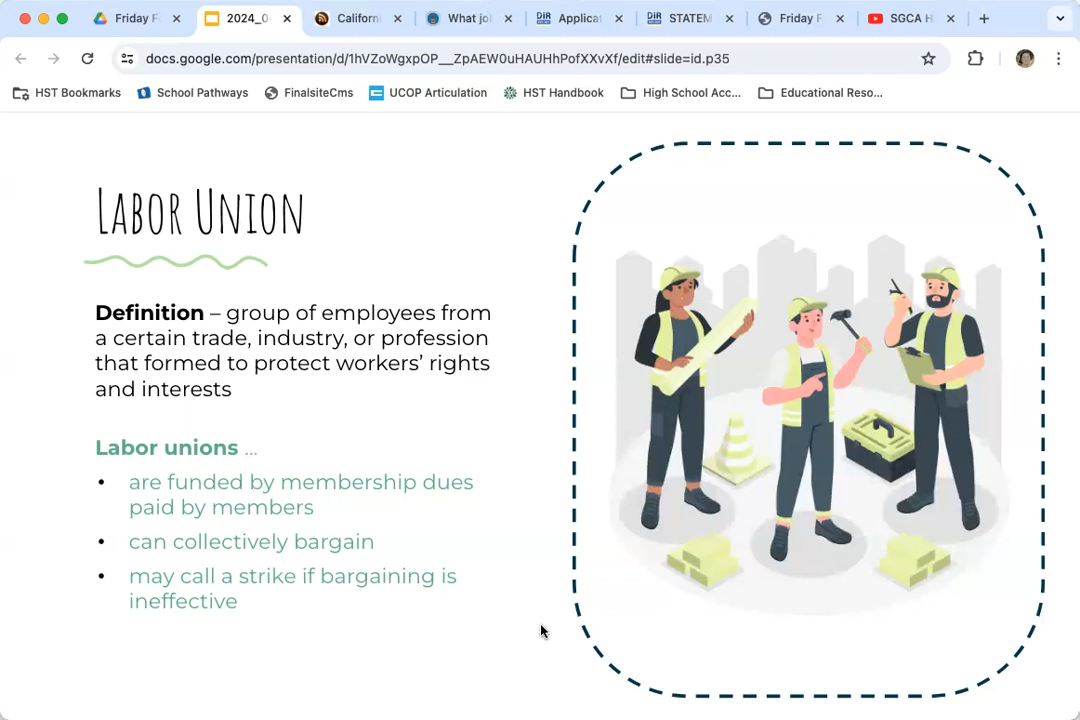 Friday F
2024_0
Californi
What jo
Applicat
STATEM
Friday F
SGCA H
docs.google.com/presentation/d/1hVZoWgxpOP__ZpAEW0uHAUHhPofXXvXf/edit#slide=id.p35
HST Bookmarks
School Pathways
FinalsiteCms
UCOP Articulation
HST Handbook
High School Acc...
Educational Reso...
Labor Union
Definition – group of employees from
a certain trade, industry, or profession
that formed to protect workers’ rights
and interests
Labor unions ...
• are funded by membership dues
paid by members
• can collectively bargain
• may call a strike if bargaining is
ineffective